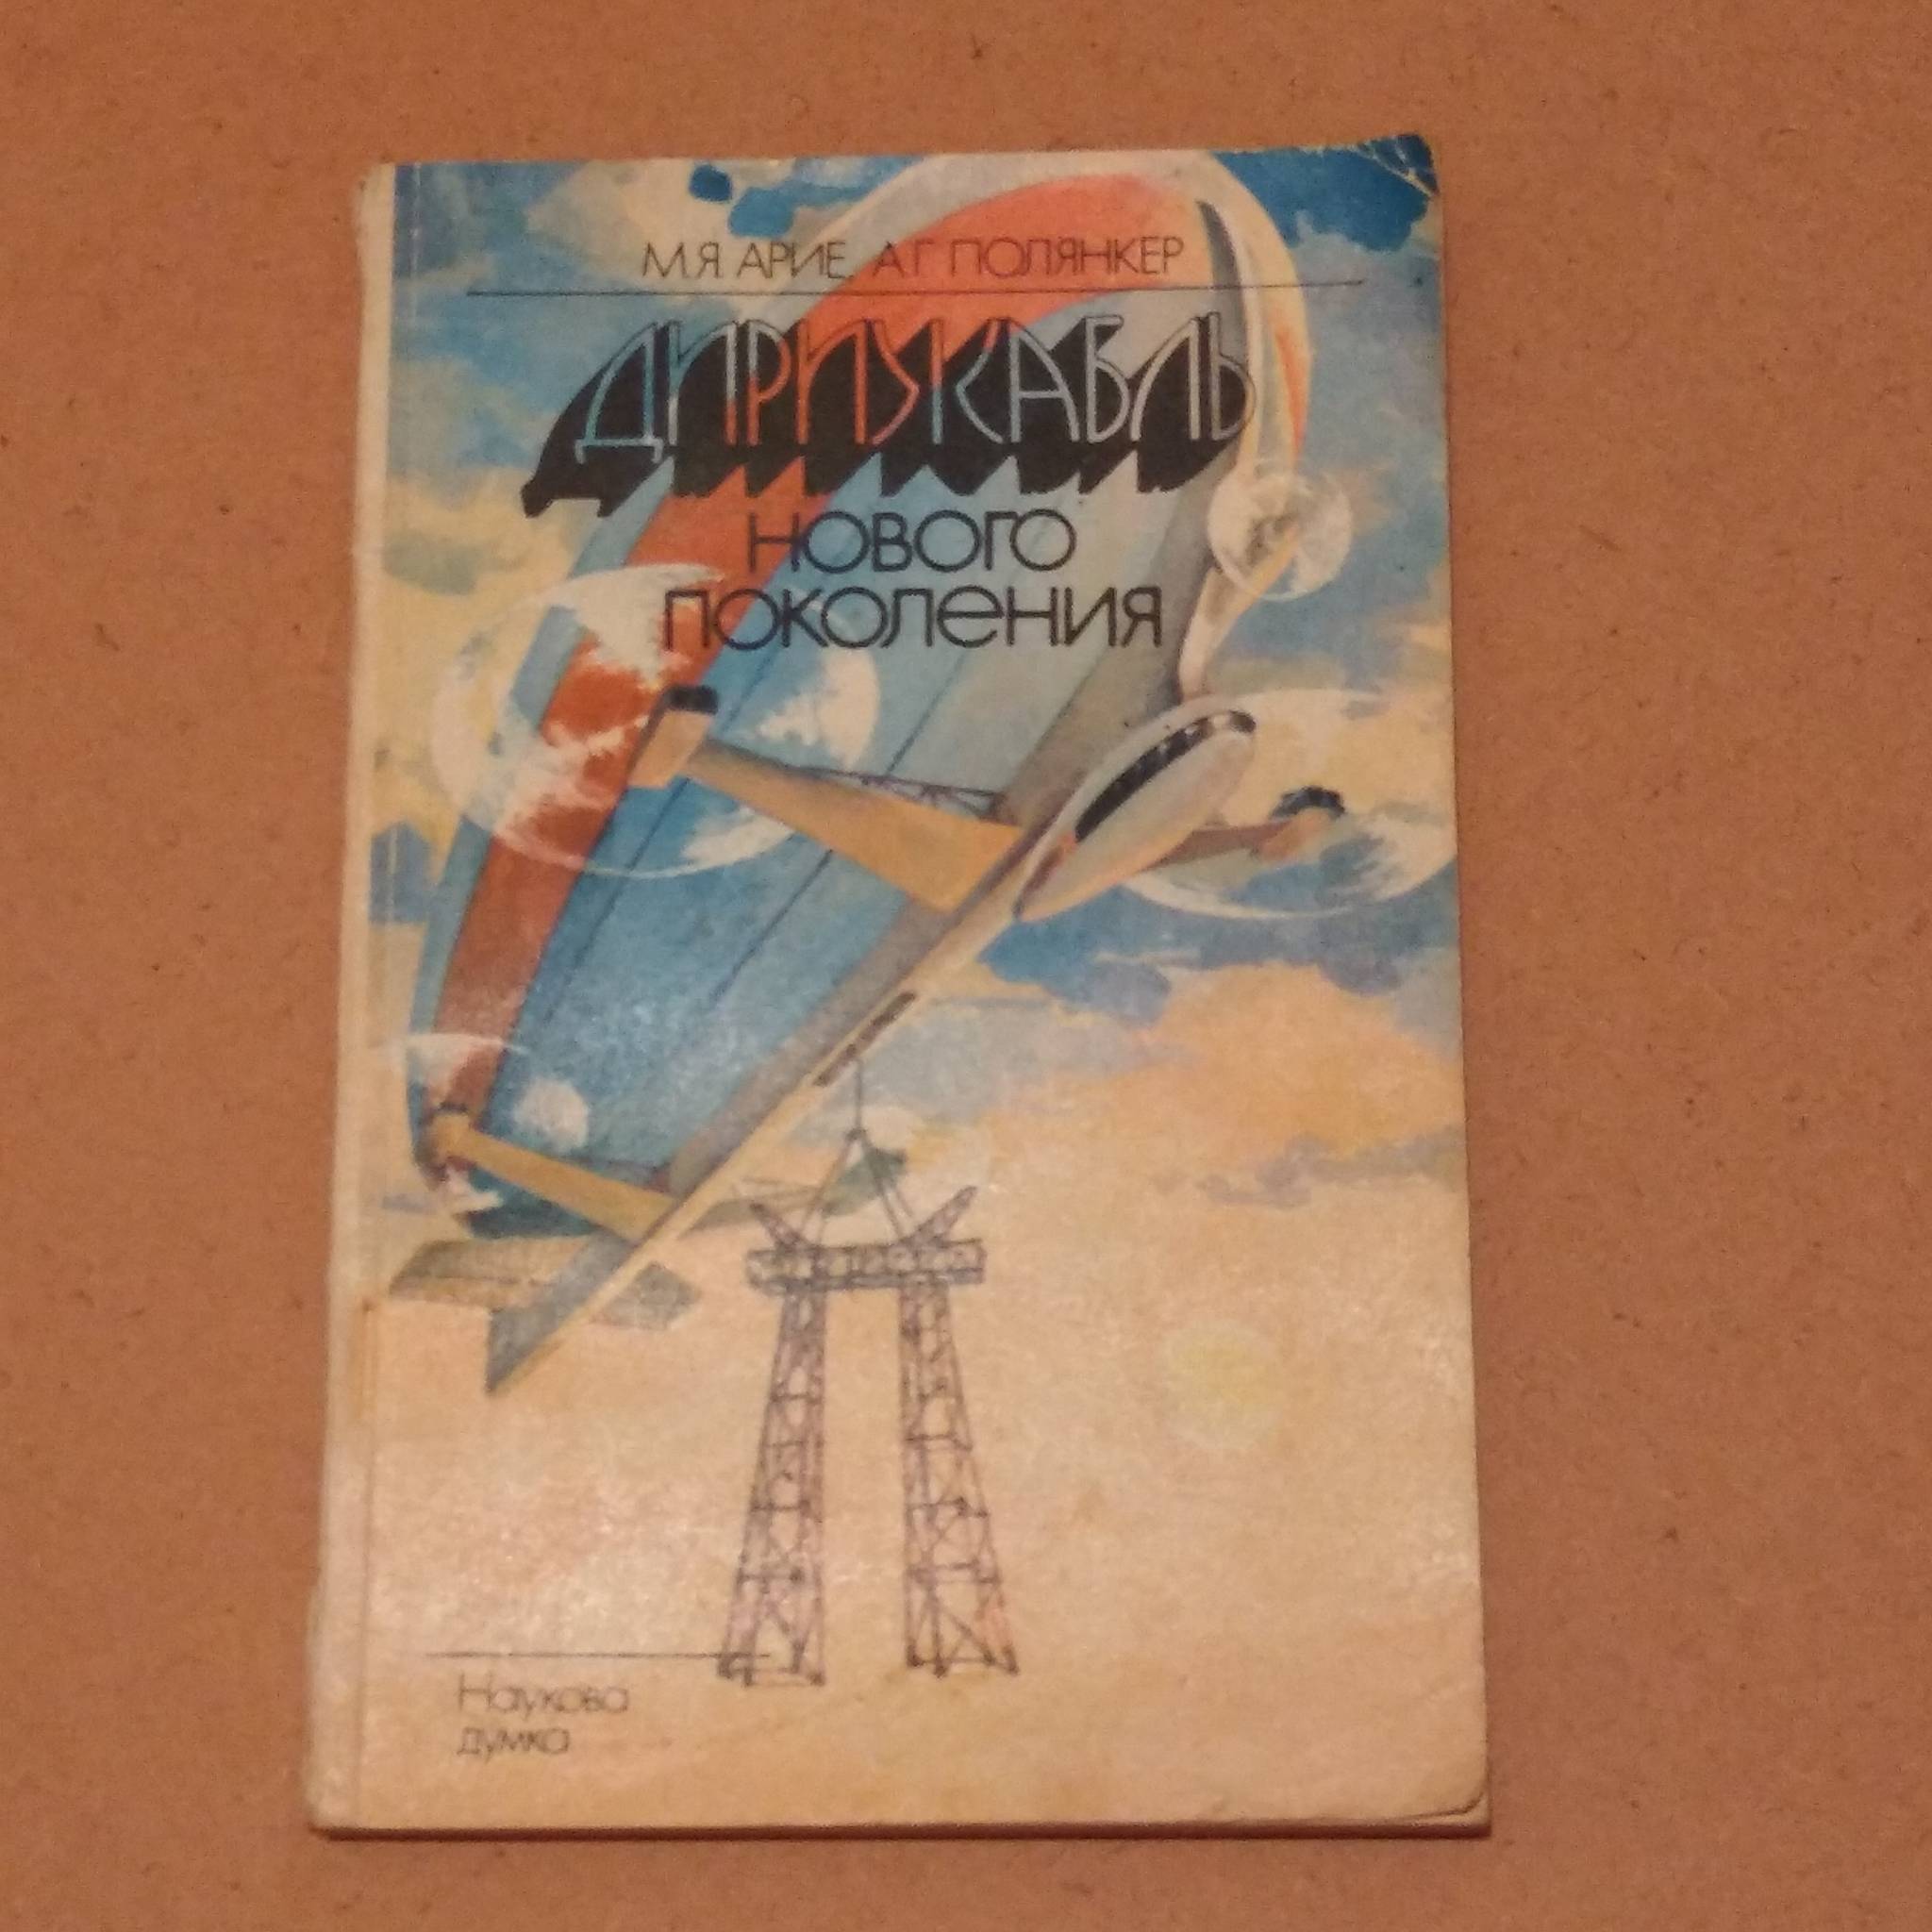 М.Я. АРИЕ, А.Г. ПОЛЯНКЕР
ДИРИЖАБЛЬ
НОВОГО
ПОКОЛЕНИЯ
Наукова
думка